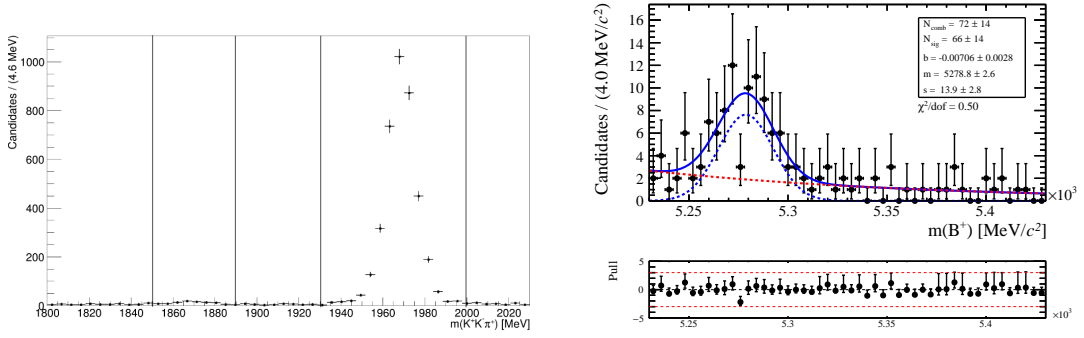 Candidates / (4.6 MeV)
1000
800
600
400
200
0
1800 1820 1840 1860 1880 1900 1920 1940 1960 1980 2000 2020
m(K⁺K⁻π⁺) [MeV]
Candidates / (4.0 MeV/c²)
16
14
12
10
8
6
4
2
0
N_comb = 72 ± 14
N_sig = 66 ± 14
b = -0.00706 ± 0.0028
m = 5278.8 ± 2.6
s = 13.9 ± 2.8
χ²/dof = 0.50
5.25 5.3 5.35 5.4 ×10³
m(B⁺) [MeV/c²]
Pull
5
0
−5
5.25 5.3 5.35 5.4 ×10³